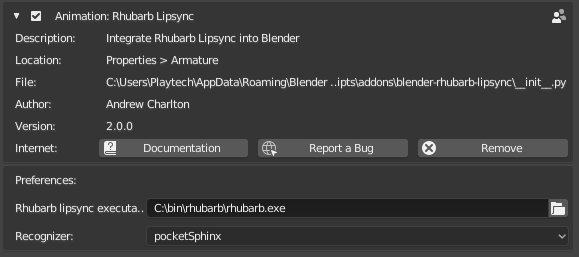 Animation: Rhubarb Lipsync
Description: Integrate Rhubarb Lipsync into Blender
Location: Properties > Armature
File: C:\Users\Playtech\AppData\Roaming\Blender ..ipts\addons\blender-rhubarb-lipsync\__init__.py
Author: Andrew Charlton
Version: 2.0.0
Internet: Documentation Report a Bug Remove
Preferences:
Rhubarb lipsync executa.. C:\bin\rhubarb\rhubarb.exe
Recognizer: pocketSphinx